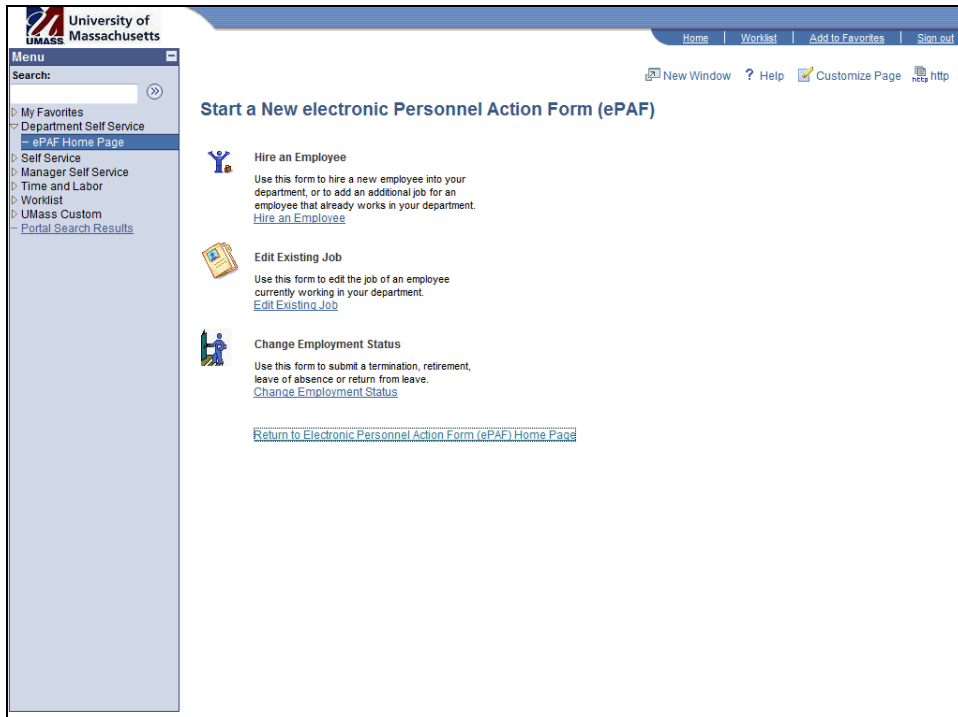 University of
Massachusetts
UMASS
Home | Worklist | Add to Favorites | Sign out
Menu
Search:
New Window ? Help Customize Page http
My Favorites
Department Self Service
ePAF Home Page
Self Service
Manager Self Service
Time and Labor
Worklist
UMass Custom
Portal Search Results
Start a New electronic Personnel Action Form (ePAF)
Hire an Employee
Use this form to hire a new employee into your
department, or to add an additional job for an
employee that already works in your department.
Hire an Employee
Edit Existing Job
Use this form to edit the job of an employee
currently working in your department.
Edit Existing Job
Change Employment Status
Use this form to submit a termination, retirement,
leave of absence or return from leave.
Change Employment Status
Return to Electronic Personnel Action Form (ePAF) Home Page